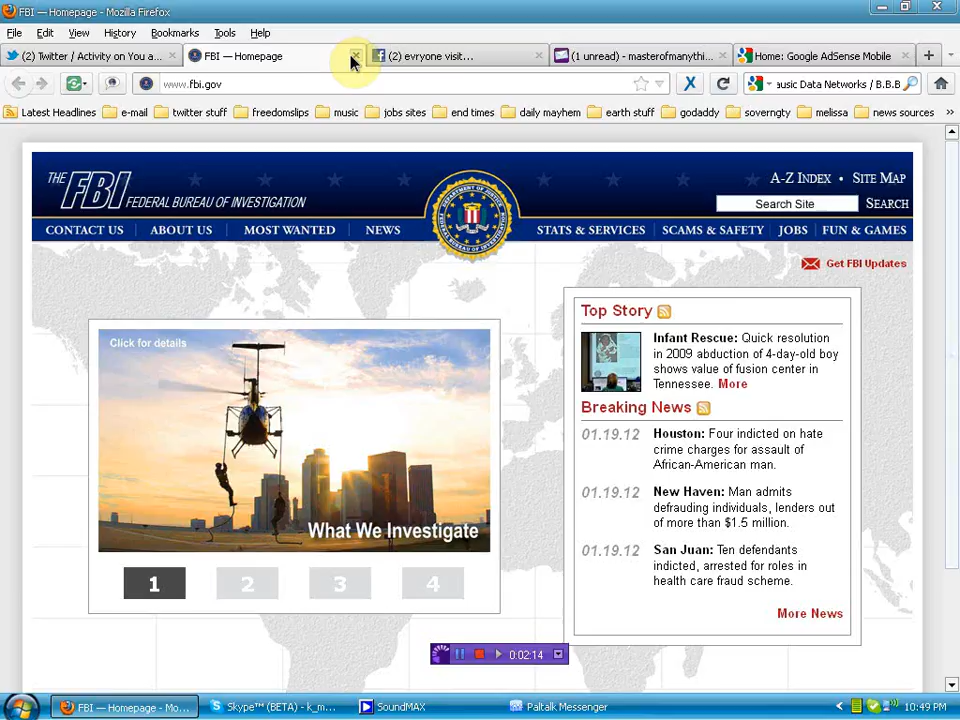 FBI — Homepage - Mozilla Firefox
File Edit View History Bookmarks Tools Help
(2) Twitter / Activity on You a...
FBI — Homepage
(2) evryone visit...
(1 unread) - masterofmanythi...
Home: Google AdSense Mobile
www.fbi.gov
ausic Data Networks / B.B.B
Latest Headlines e-mail twitter stuff freedomslips music jobs sites end times daily mayhem earth stuff godaddy soverngty melissa news sources
THE FBI FEDERAL BUREAU OF INVESTIGATION
A-Z INDEX • SITE MAP
Search Site SEARCH
CONTACT US ABOUT US MOST WANTED NEWS STATS & SERVICES SCAMS & SAFETY JOBS FUN & GAMES
Get FBI Updates
Click for details
What We Investigate
1 2 3 4
Top Story
Infant Rescue: Quick resolution
in 2009 abduction of 4-day-old boy
shows value of fusion center in
Tennessee. More
Breaking News
01.19.12 Houston: Four indicted on hate
crime charges for assault of
African-American man.
01.19.12 New Haven: Man admits
defrauding individuals, lenders out
of more than $1.5 million.
01.19.12 San Juan: Ten defendants
indicted, arrested for roles in
health care fraud scheme.
More News
0:02:14
FBI — Homepage - Mo...
Skype™ (BETA) - k_m...
SoundMAX
Paltalk Messenger
10:49 PM